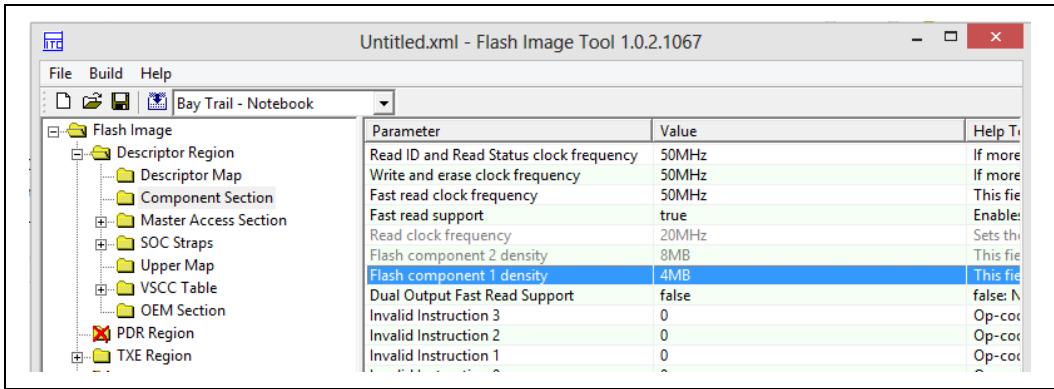 Untitled.xml - Flash Image Tool 1.0.2.1067
File Build Help
Bay Trail - Notebook
Flash Image
Descriptor Region
Descriptor Map
Component Section
Master Access Section
SOC Straps
Upper Map
VSCC Table
OEM Section
PDR Region
TXE Region
Parameter Value Help T
Read ID and Read Status clock frequency 50MHz If more
Write and erase clock frequency 50MHz If more
Fast read clock frequency 50MHz This fie
Fast read support true Enable
Read clock frequency 20MHz Sets th
Flash component 2 density 8MB This fie
Flash component 1 density 4MB This fie
Dual Output Fast Read Support false false: N
Invalid Instruction 3 0 Op-co
Invalid Instruction 2 0 Op-co
Invalid Instruction 1 0 Op-co